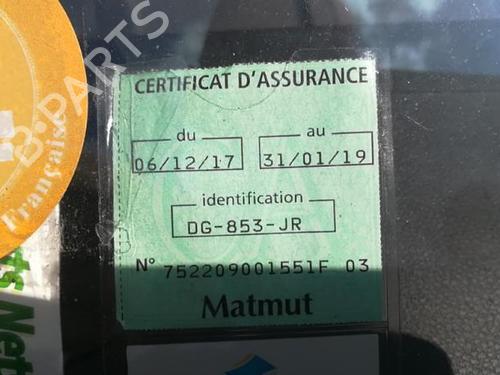 CERTIFICAT D'ASSURANCE
du
au
06/12/17
31/01/19
identification
DG-853-JR
N° 752209001551F 03
Matmut
Française
B-PARTS